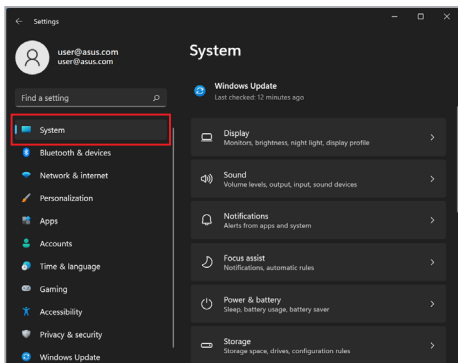 Settings
user@asus.com
user@asus.com
Find a setting
System
Bluetooth & devices
Network & internet
Personalization
Apps
Accounts
Time & language
Gaming
Accessibility
Privacy & security
Windows Update
System
Windows Update
Last checked: 12 minutes ago
Display
Monitors, brightness, night light, display profile
Sound
Volume levels, output, input, sound devices
Notifications
Alerts from apps and system
Focus assist
Notifications, automatic rules
Power & battery
Sleep, battery usage, battery saver
Storage
Storage space, drives, configuration rules